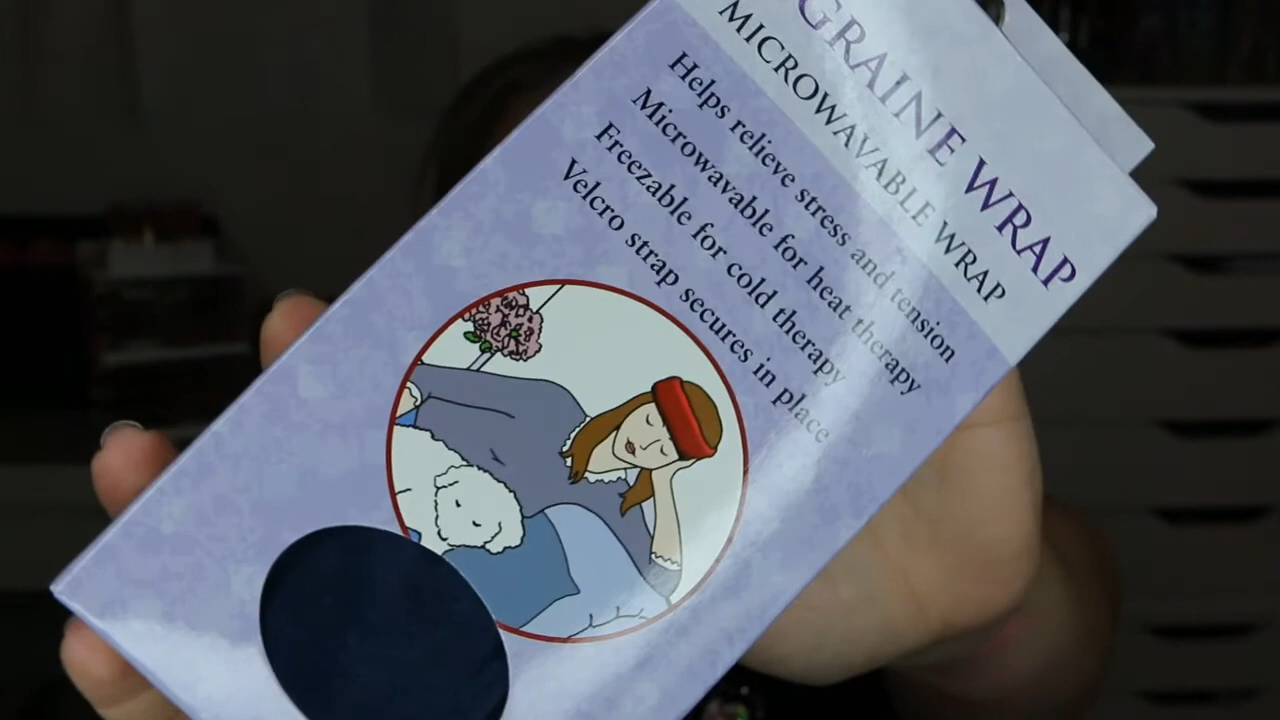 WRAP
MICROWAVABLE WRAP
Helps relieve stress and tension
Microwavable for heat therapy
Freezable for cold therapy
Velcro strap secures in place